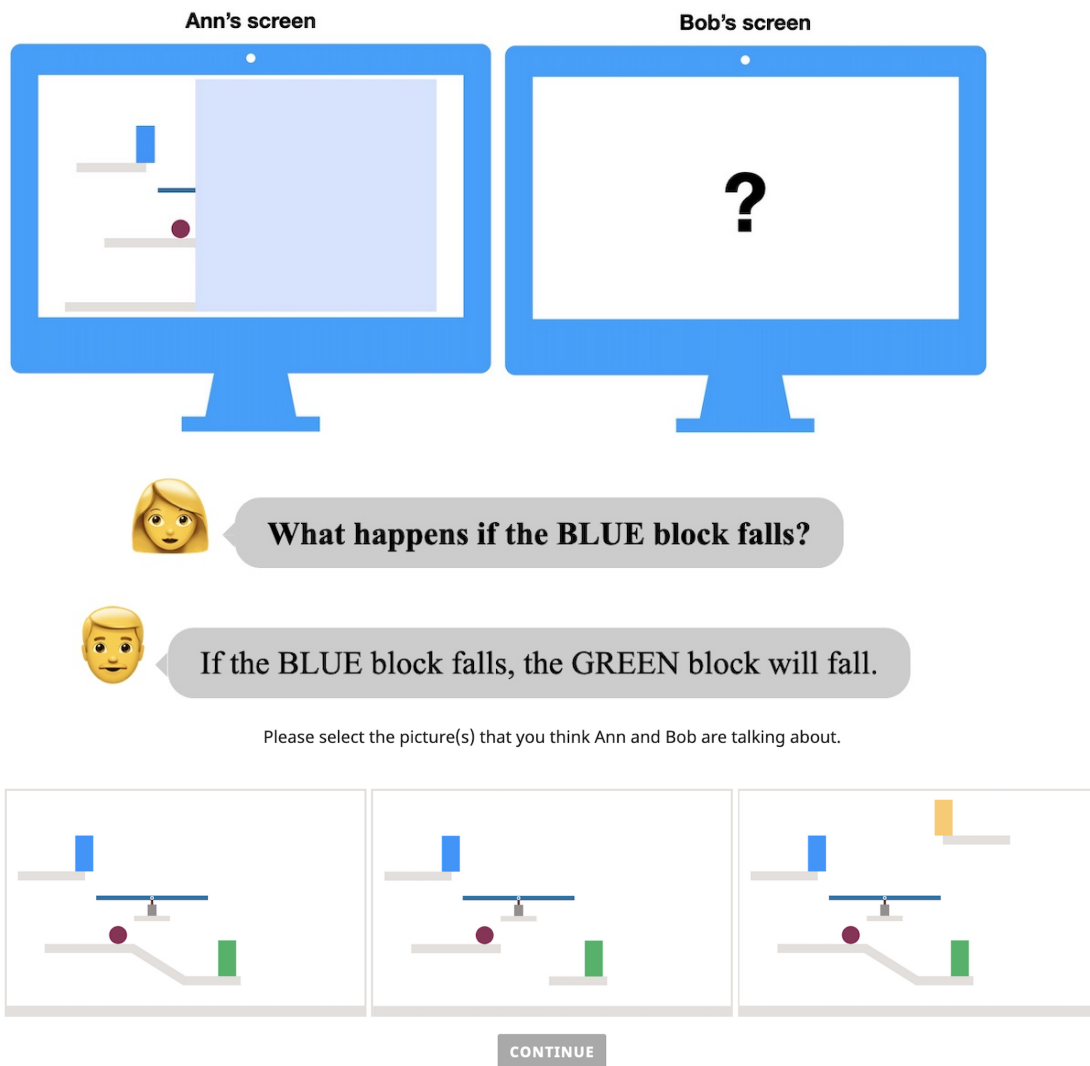 Ann's screen
Bob's screen
?
What happens if the BLUE block falls?
If the BLUE block falls, the GREEN block will fall.
Please select the picture(s) that you think Ann and Bob are talking about.
CONTINUE